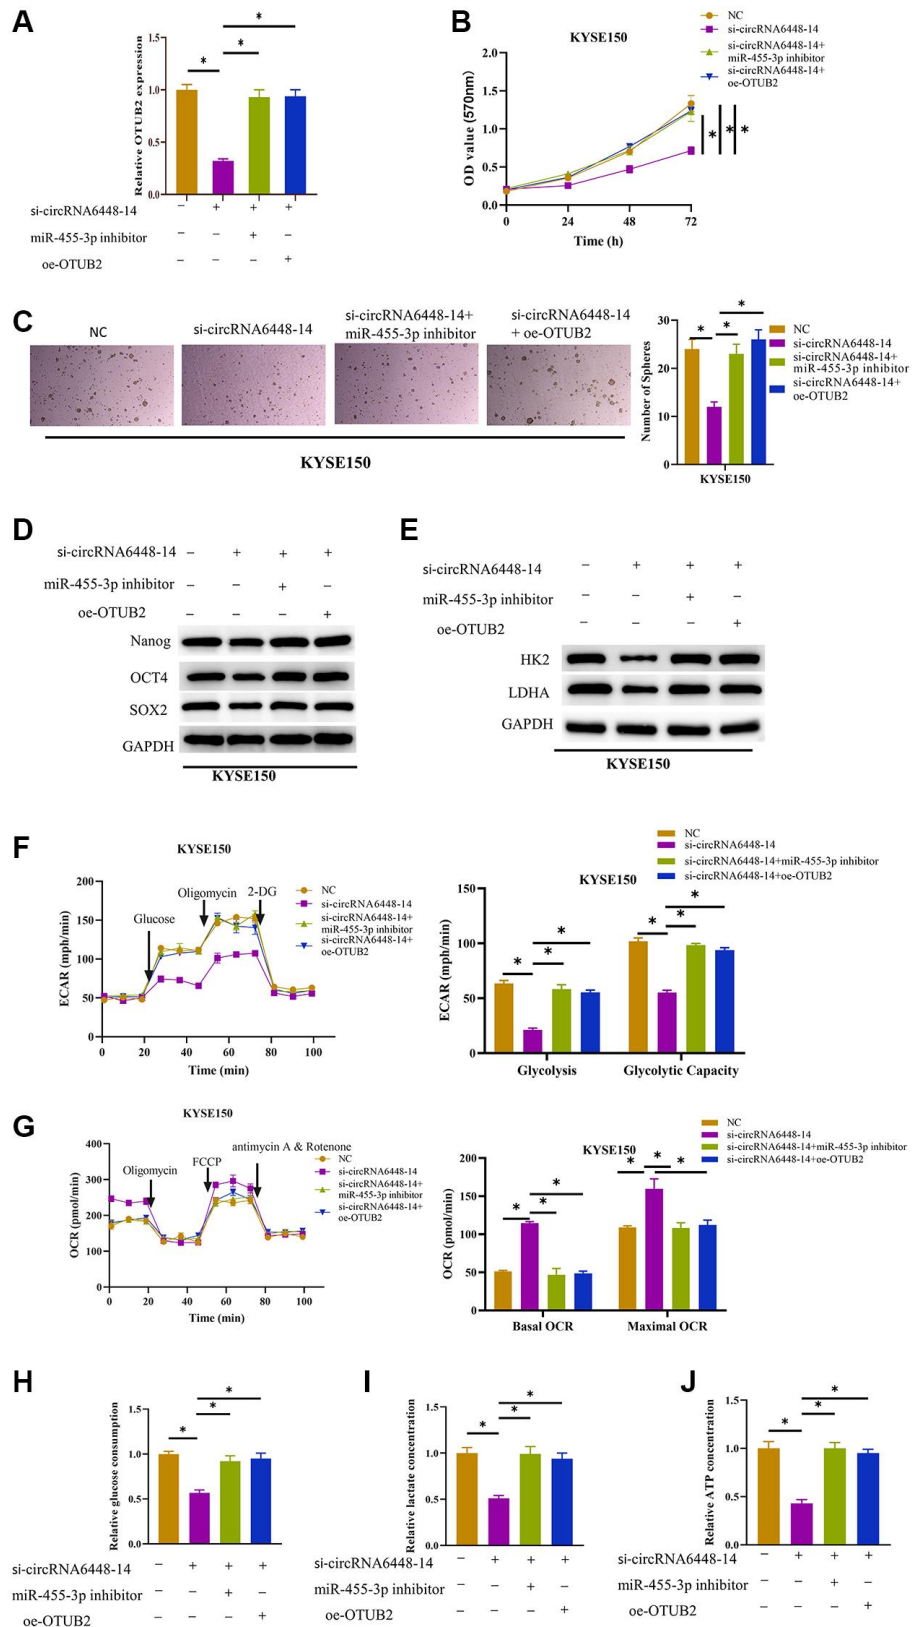 A
*
*
*
Relative OTUB2 expression
1.5
1.0
0.5
0.0
si-circRNA6448-14 − + + +
miR-455-3p inhibitor − − + −
oe-OTUB2 − − − +
B
KYSE150
NC
si-circRNA6448-14
si-circRNA6448-14+
miR-455-3p inhibitor
si-circRNA6448-14+
oe-OTUB2
OD value (570nm)
2.0
1.5
1.0
0.5
0.0
* * *
0 24 48 72
Time (h)
C
NC
si-circRNA6448-14
si-circRNA6448-14+
miR-455-3p inhibitor
si-circRNA6448-14
+ oe-OTUB2
KYSE150
Number of Spheres
30
20
10
0
*
* *
KYSE150
NC
si-circRNA6448-14
si-circRNA6448-14+
miR-455-3p inhibitor
si-circRNA6448-14+
oe-OTUB2
D
si-circRNA6448-14 − + + +
miR-455-3p inhibitor − − + −
oe-OTUB2 − − − +
Nanog
OCT4
SOX2
GAPDH
KYSE150
E
si-circRNA6448-14 − + + +
miR-455-3p inhibitor − − + −
oe-OTUB2 − − − +
HK2
LDHA
GAPDH
KYSE150
F
KYSE150
ECAR (mph/min)
200
150
100
50
0
Glucose
Oligomycin
2-DG
0 20 40 60 80 100
Time (min)
NC
si-circRNA6448-14
si-circRNA6448-14+
miR-455-3p inhibitor
si-circRNA6448-14+
oe-OTUB2
NC
si-circRNA6448-14
si-circRNA6448-14+miR-455-3p inhibitor
si-circRNA6448-14+oe-OTUB2
KYSE150
ECAR (mph/min)
150
100
50
0
* * *
* * *
Glycolysis Glycolytic Capacity
G
KYSE150
OCR (pmol/min)
400
300
200
100
0
Oligomycin
FCCP
antimycin A & Rotenone
0 20 40 60 80 100
Time (min)
NC
si-circRNA6448-14
si-circRNA6448-14+
miR-455-3p inhibitor
si-circRNA6448-14+
oe-OTUB2
NC
si-circRNA6448-14
si-circRNA6448-14+miR-455-3p inhibitor
si-circRNA6448-14+oe-OTUB2
KYSE150
OCR (pmol/min)
200
150
100
50
0
* * *
* * *
Basal OCR Maximal OCR
H
Relative glucose consumption
1.5
1.0
0.5
0.0
*
*
*
si-circRNA6448-14 − + + +
miR-455-3p inhibitor − − + −
oe-OTUB2 − − − +
I
Relative lactate concentration
1.5
1.0
0.5
0.0
*
*
*
si-circRNA6448-14 − + + +
miR-455-3p inhibitor − − + −
oe-OTUB2 − − − +
J
Relative ATP concentration
1.5
1.0
0.5
0.0
*
*
*
si-circRNA6448-14 − + + +
miR-455-3p inhibitor − − + −
oe-OTUB2 − − − +